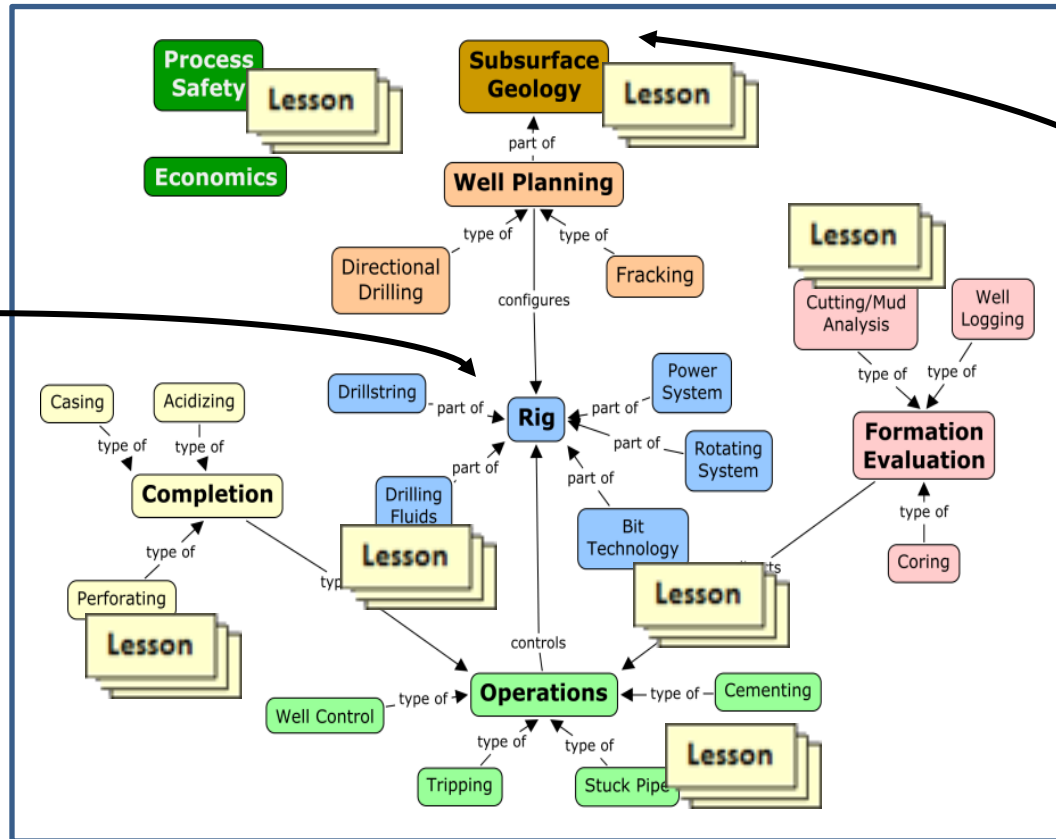 Process
Safety
Lesson
Economics
Subsurface
Geology
Lesson
part of
Well Planning
type of
type of
Directional
Drilling
Fracking
configures
Lesson
Cutting/Mud
Analysis
Well
Logging
type of
type of
Formation
Evaluation
type of
Coring
Drillstring
part of
Rig
part of
Power
System
part of
Rotating
System
part of
Drilling
Fluids
Lesson
part of
Bit
Technology
Lesson
Casing
Acidizing
type of
type of
Completion
type of
Perforating
Lesson
controls
Operations
type of
Well Control
type of
Cementing
type of
Tripping
type of
Stuck Pipe
Lesson